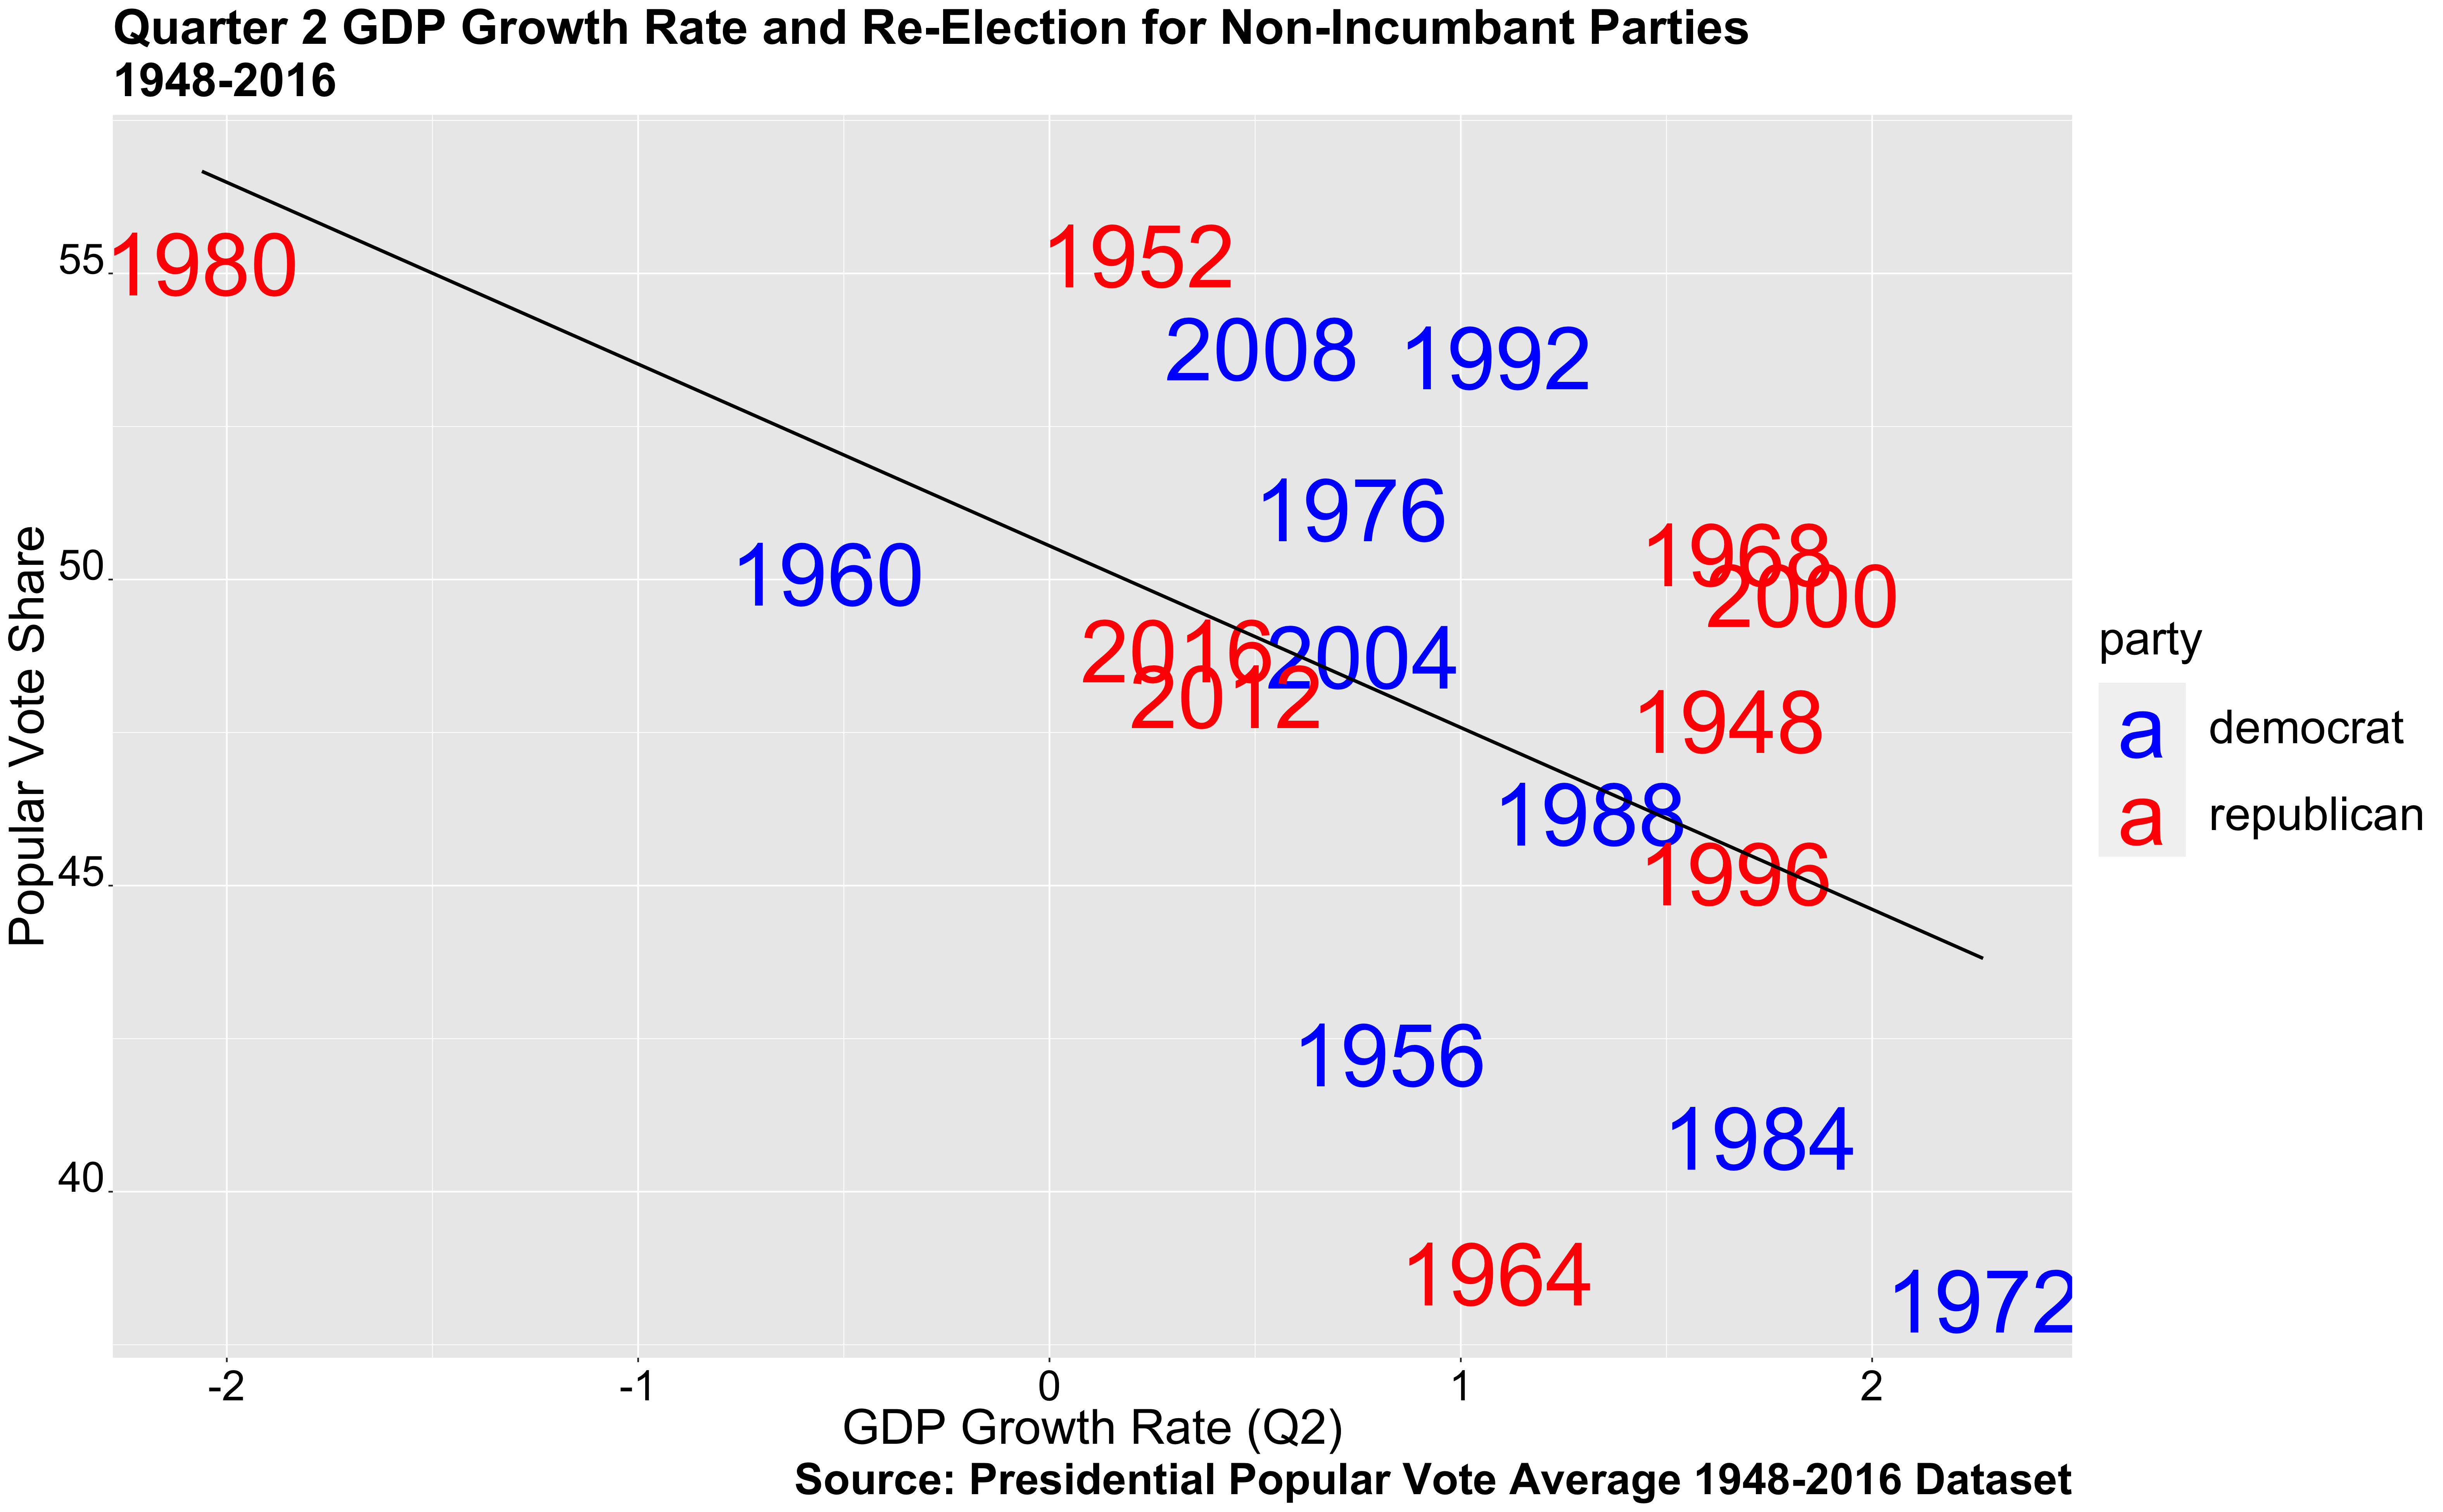 Quarter 2 GDP Growth Rate and Re-Election for Non-Incumbant Parties
1948-2016
Popular Vote Share
55
50
45
40
1980
1952
2008
1992
1976
1960
1968
2000
2016
2004
2012
1948
1988
1996
1956
1984
1964
1972
party
a democrat
a republican
-2 -1 0 1 2
GDP Growth Rate (Q2)
Source: Presidential Popular Vote Average 1948-2016 Dataset